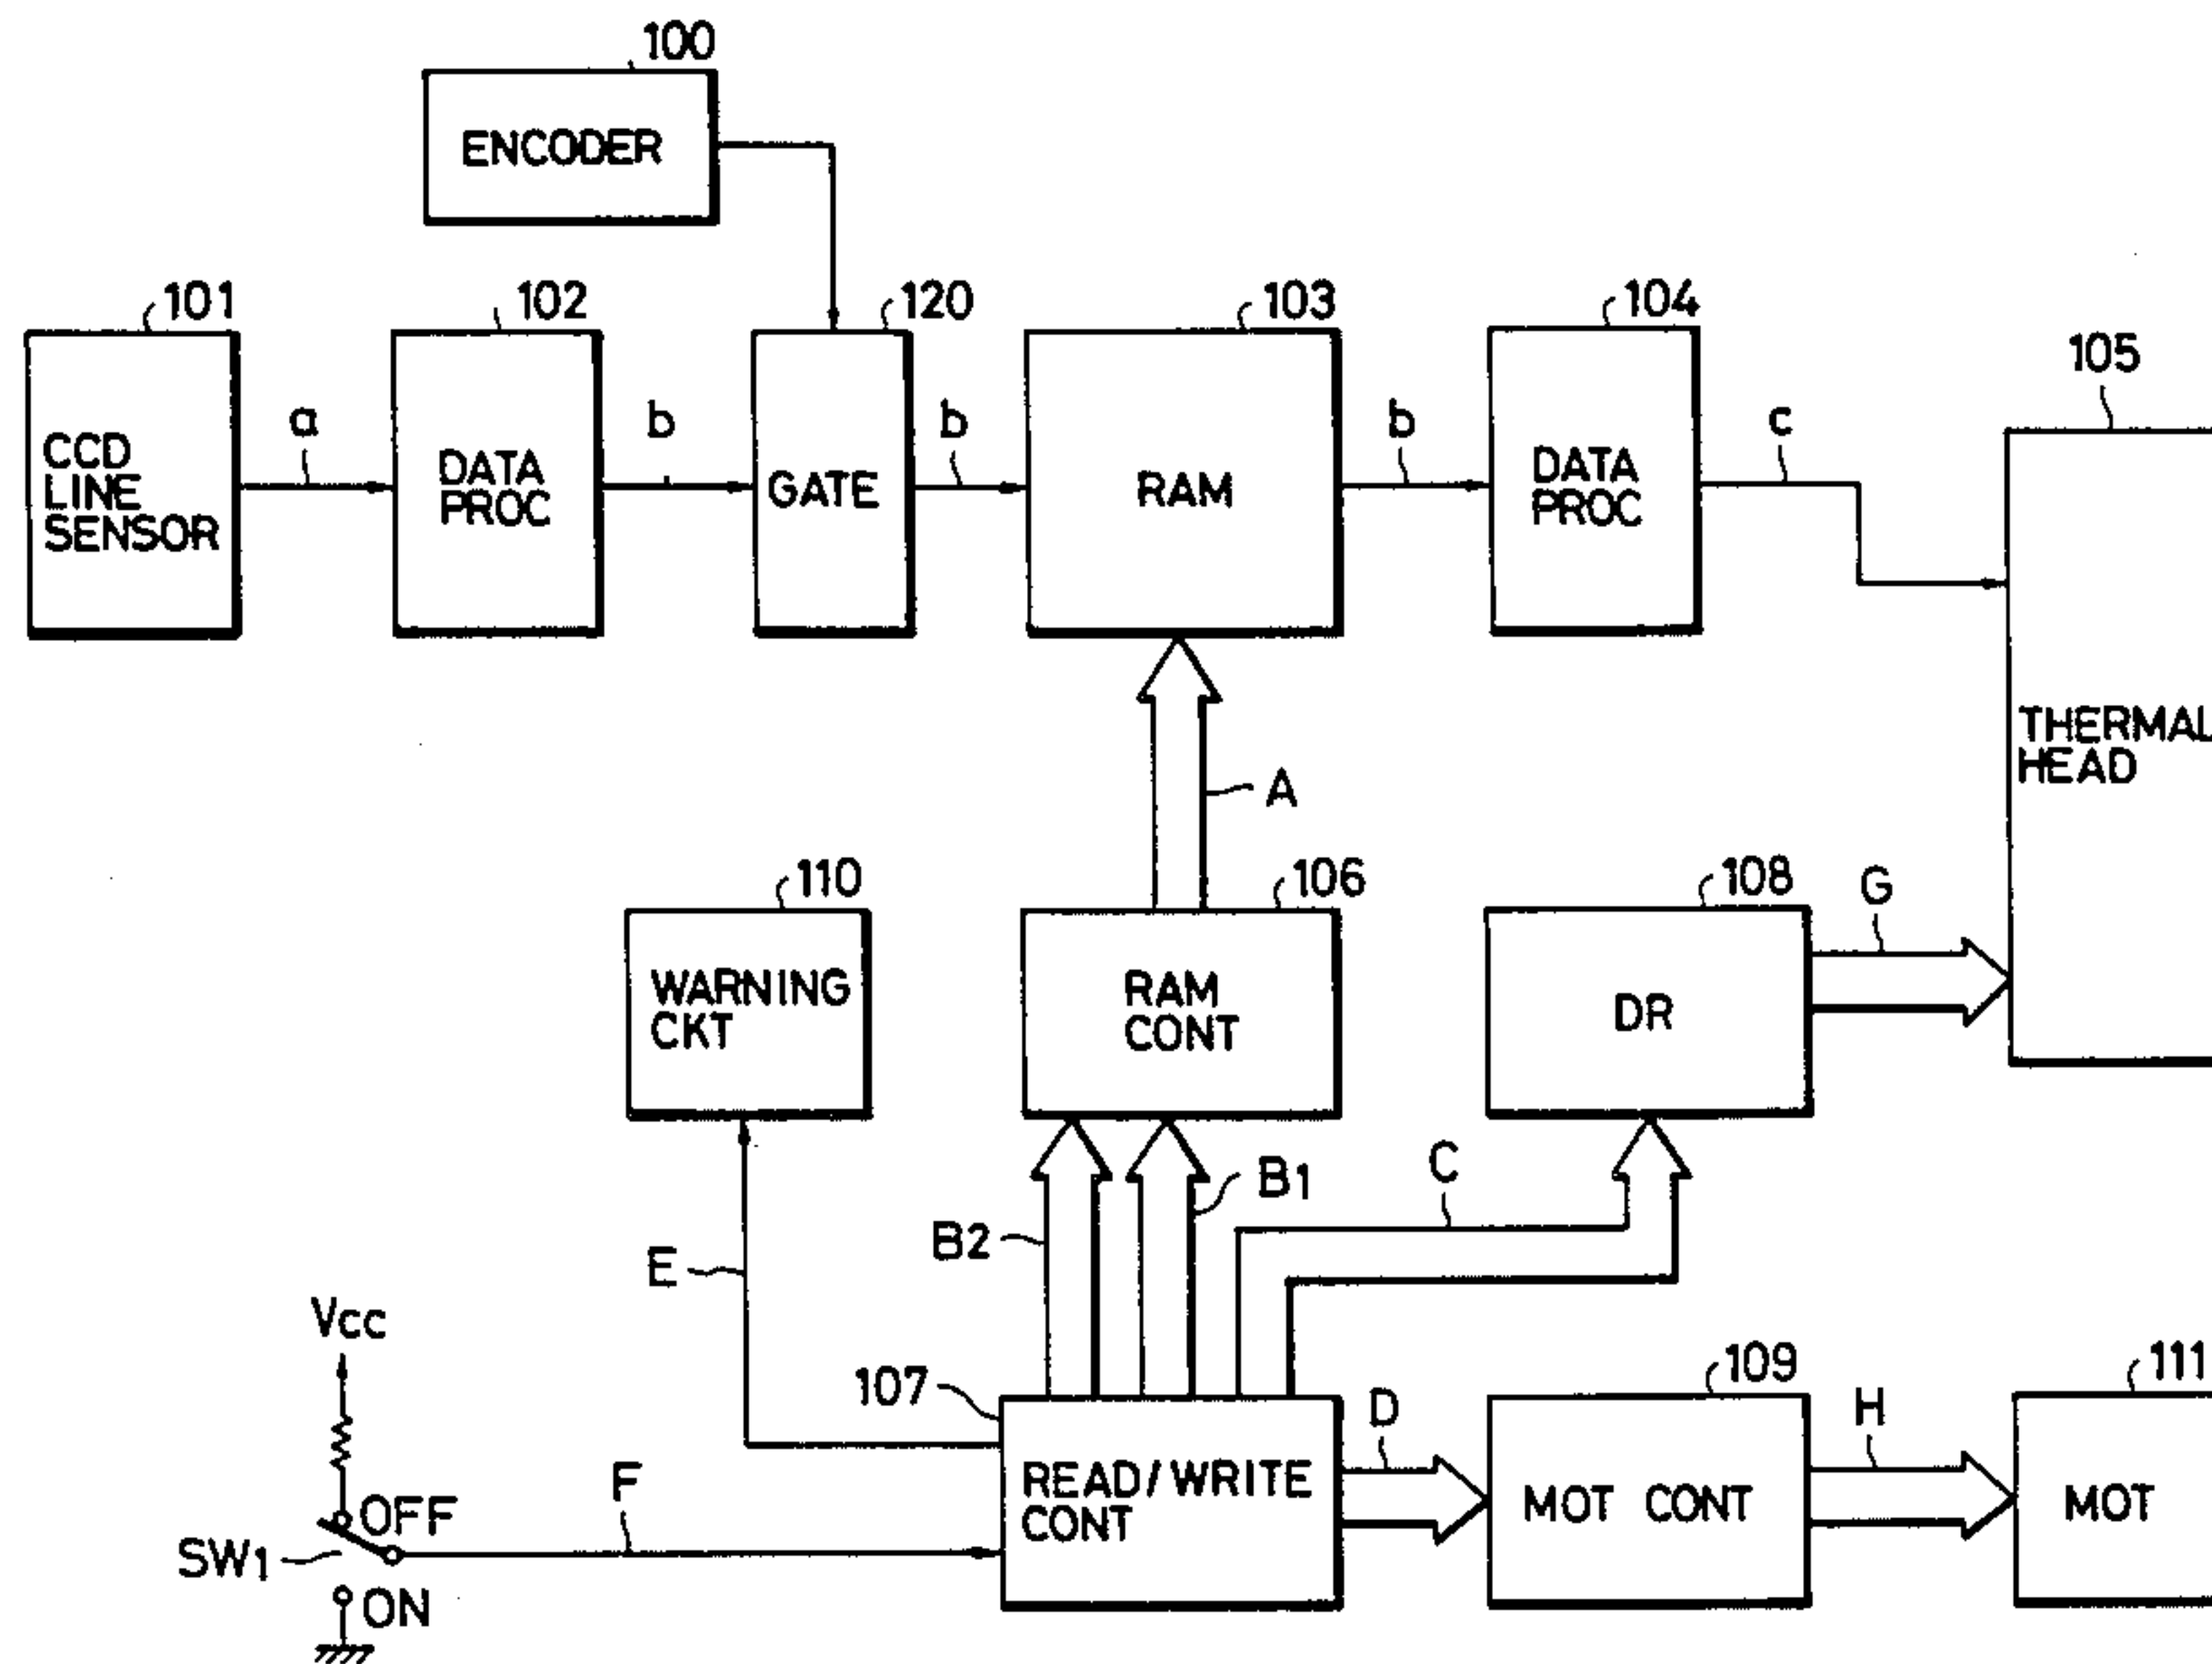 100
ENCODER
101
102
120
103
104
105
a
b
b
b
c
CCD
LINE
SENSOR
DATA
PROC
GATE
RAM
DATA
PROC
THERMAL
HEAD
A
110
106
108
G
WARNING
CKT
RAM
CONT
DR
B1
C
B2
E
Vcc
107
109
111
D
H
F
READ/WRITE
CONT
MOT CONT
MOT
OFF
SW1
ON